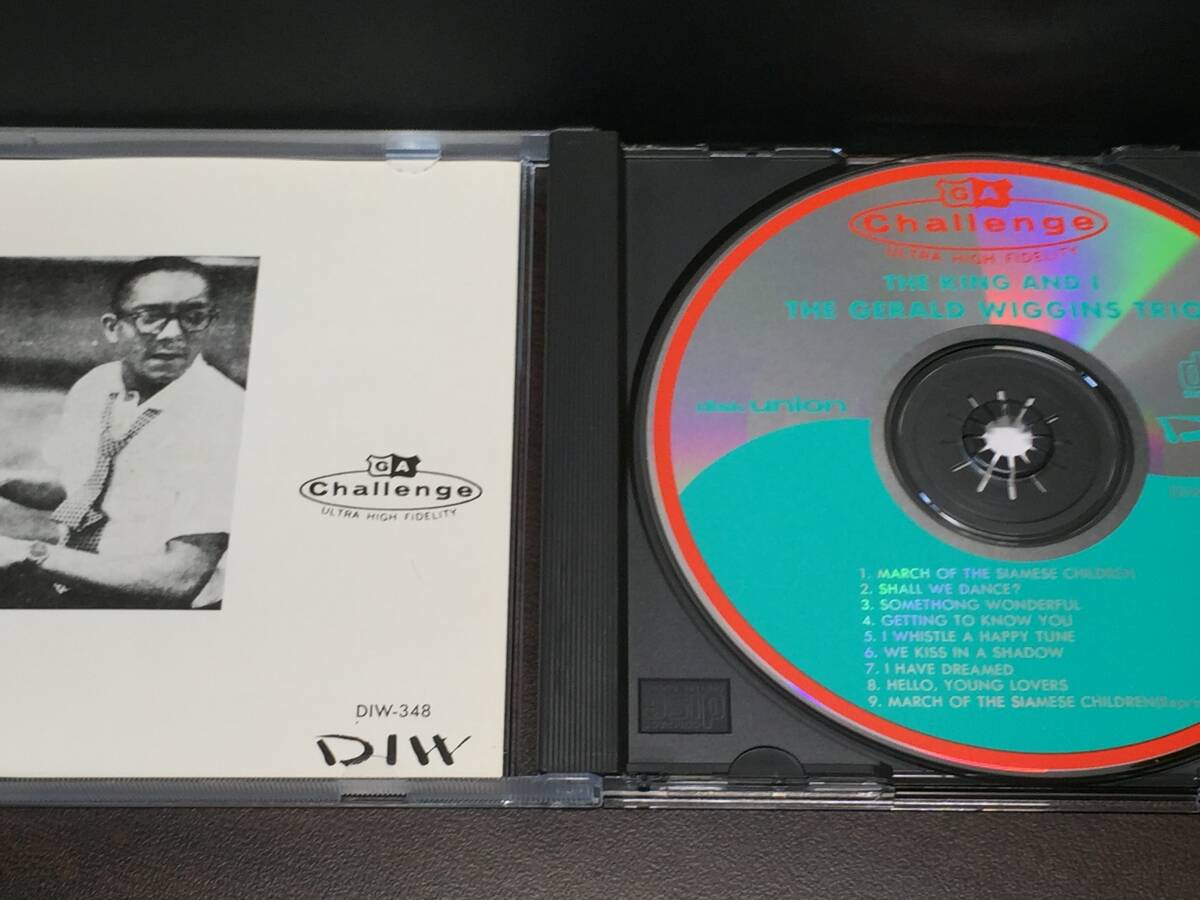 GA
Challenge
ULTRA HIGH FIDELITY
DIW-348
DIW
GA
Challenge
ULTRA HIGH FIDELITY
THE KING AND I
THE GERALD WIGGINS TRIO
disk union
1. MARCH OF THE SIAMESE CHILDREN
2. SHALL WE DANCE?
3. SOMETHONG WONDERFUL
4. GETTING TO KNOW YOU
5. I WHISTLE A HAPPY TUNE
6. WE KISS IN A SHADOW
7. I HAVE DREAMED
8. HELLO, YOUNG LOVERS
9. MARCH OF THE SIAMESE CHILDREN(Repr